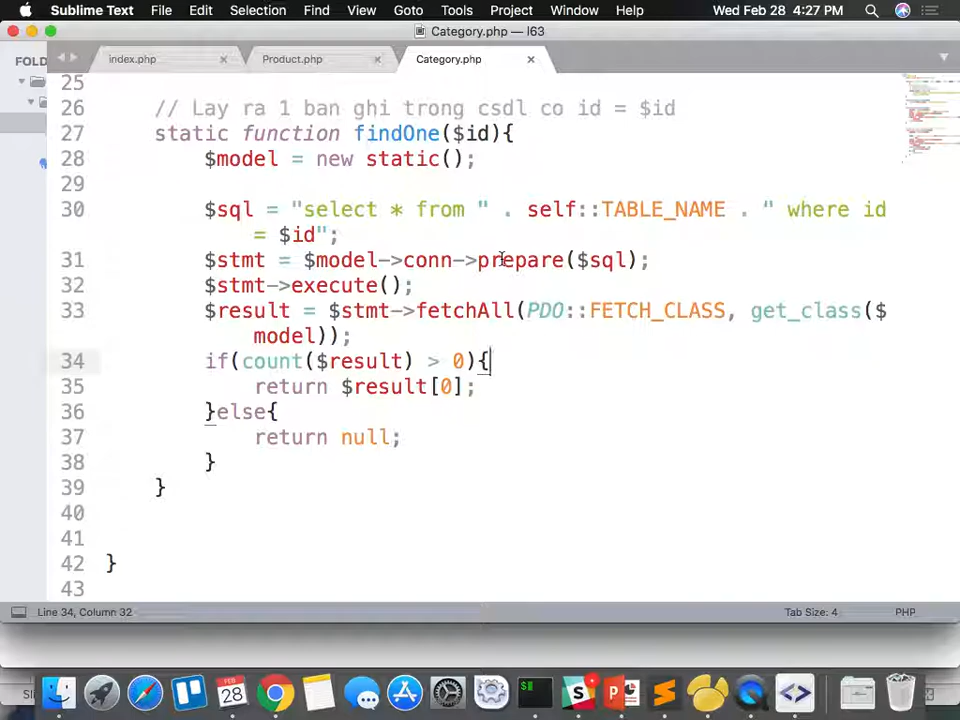 Sublime Text File Edit Selection Find View Goto Tools Project Window Help Wed Feb 28 4:27 PM
Category.php — l63
FOLD
index.php Product.php Category.php
25
26 // Lay ra 1 ban ghi trong csdl co id = $id
27 static function findOne($id){
28 $model = new static();
29
30 $sql = "select * from " . self::TABLE_NAME . " where id
= $id";
31 $stmt = $model->conn->prepare($sql);
32 $stmt->execute();
33 $result = $stmt->fetchAll(PDO::FETCH_CLASS, get_class($
model));
34 if(count($result) > 0){
35 return $result[0];
36 }else{
37 return null;
38 }
39 }
40
41
42 }
43
Line 34, Column 32 Tab Size: 4 PHP
FEB
28